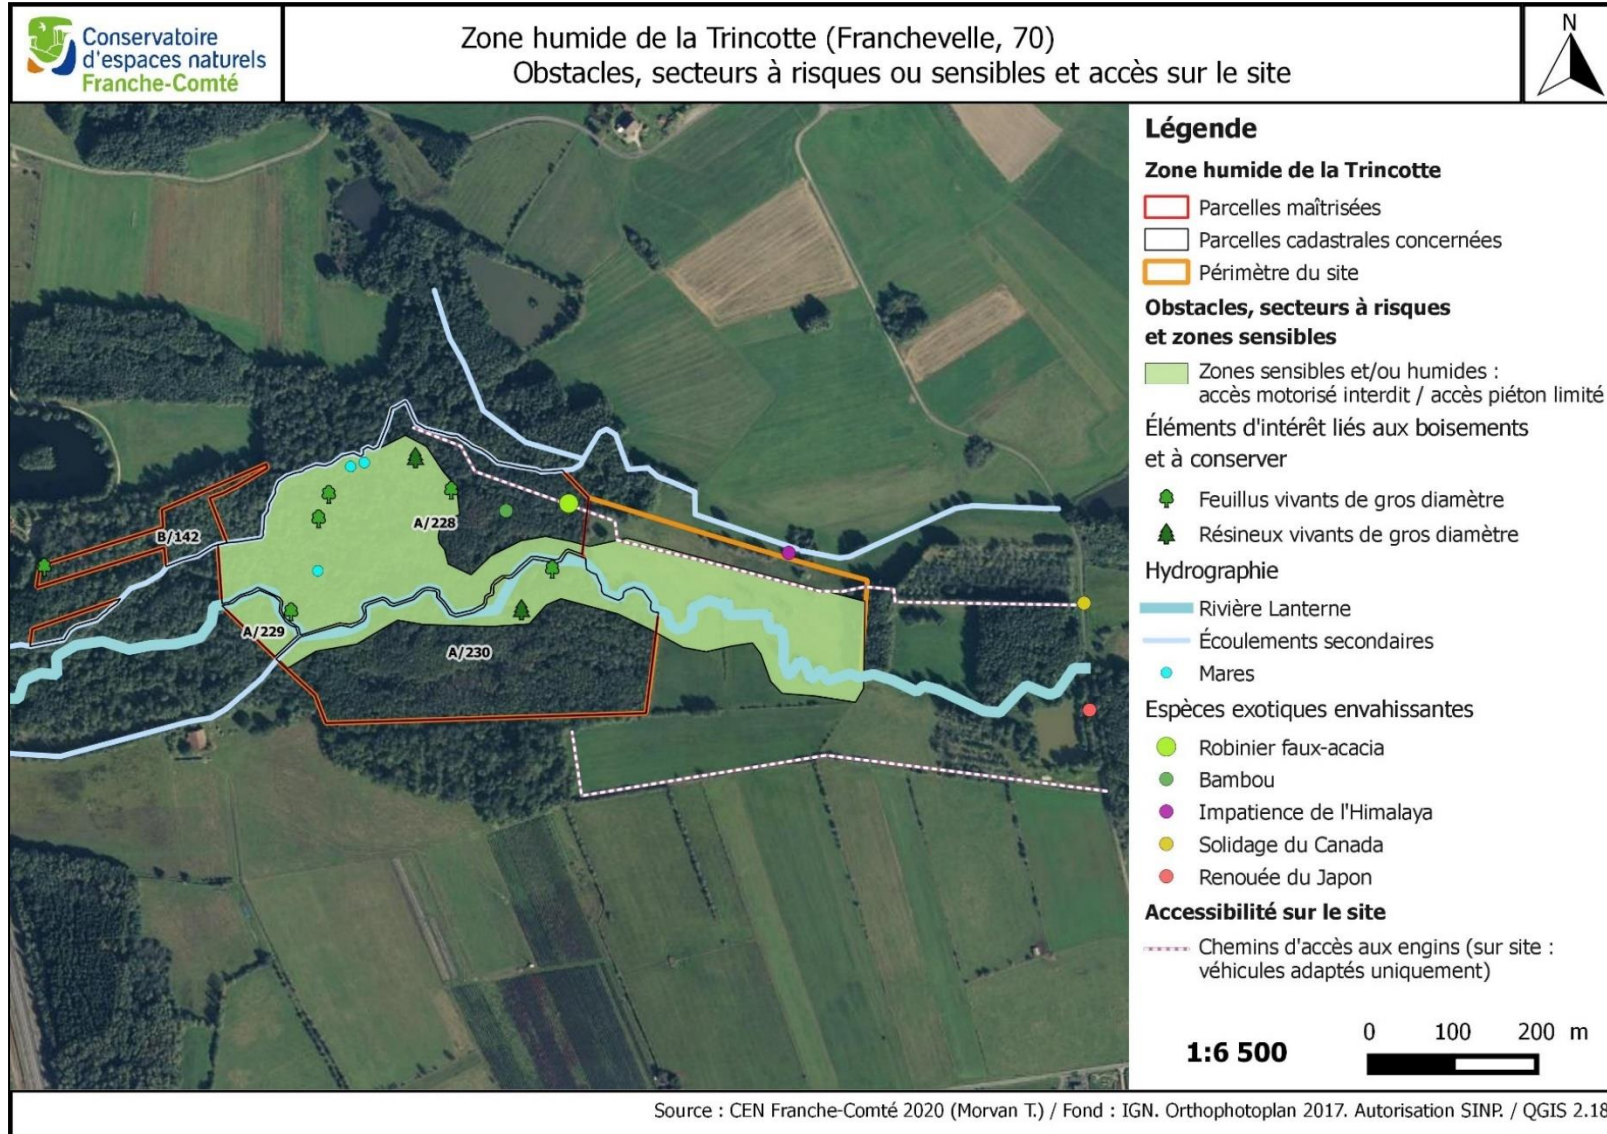 Conservatoire
d'espaces naturels
Franche-Comté
Zone humide de la Trincotte (Franchevelle, 70)
Obstacles, secteurs à risques ou sensibles et accès sur le site
N
Légende
Zone humide de la Trincotte
Parcelles maîtrisées
Parcelles cadastrales concernées
Périmètre du site
Obstacles, secteurs à risques
et zones sensibles
Zones sensibles et/ou humides :
accès motorisé interdit / accès piéton limité
Éléments d'intérêt liés aux boisements
et à conserver
Feuillus vivants de gros diamètre
Résineux vivants de gros diamètre
Hydrographie
Rivière Lanterne
Écoulements secondaires
Mares
Espèces exotiques envahissantes
Robinier faux-acacia
Bambou
Impatience de l'Himalaya
Solidage du Canada
Renouée du Japon
Accessibilité sur le site
Chemins d'accès aux engins (sur site :
véhicules adaptés uniquement)
1:6 500
0 100 200 m
B/142
A/228
A/229
A/230
Source : CEN Franche-Comté 2020 (Morvan T.) / Fond : IGN. Orthophotoplan 2017. Autorisation SINP. / QGIS 2.18